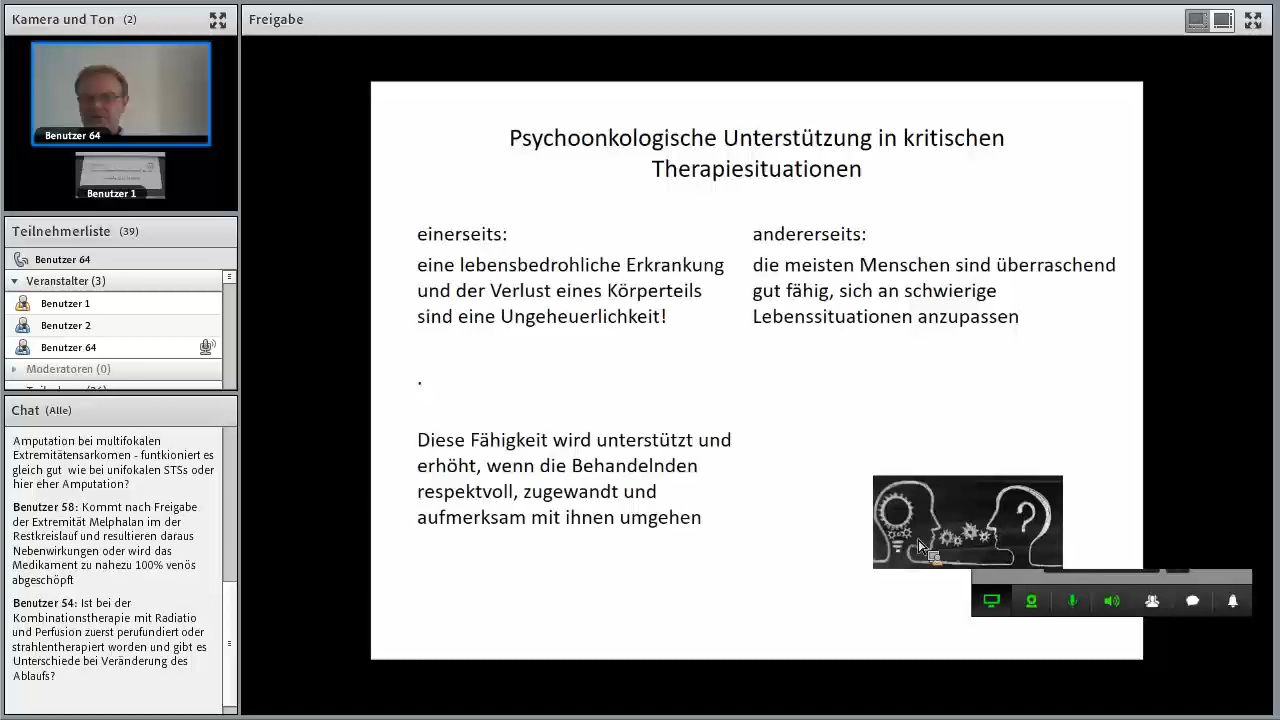 Kamera und Ton (2)
Benutzer 64
Benutzer 1
Teilnehmerliste (39)
Benutzer 64
Veranstalter (3)
Benutzer 1
Benutzer 2
Benutzer 64
Moderatoren (0)
Chat (Alle)
Amputation bei multifokalen
Extremitätensarkomen - funtkioniert es
gleich gut wie bei unifokalen STSs oder
hier eher Amputation?
Benutzer 58: Kommt nach Freigabe
der Extremität Melphalan im der
Restkreislauf und resultieren daraus
Nebenwirkungen oder wird das
Medikament zu nahezu 100% venös
abgeschöpft
Benutzer 54: Ist bei der
Kombinationstherapie mit Radiatio
und Perfusion zuerst perufundiert oder
strahlentherapiert worden und gibt es
Unterschiede bei Veränderung des
Ablaufs?
Freigabe
Psychoonkologische Unterstützung in kritischen
Therapiesituationen
einerseits:
eine lebensbedrohliche Erkrankung
und der Verlust eines Körperteils
sind eine Ungeheuerlichkeit!
.
Diese Fähigkeit wird unterstützt und
erhöht, wenn die Behandelnden
respektvoll, zugewandt und
aufmerksam mit ihnen umgehen
andererseits:
die meisten Menschen sind überraschend
gut fähig, sich an schwierige
Lebenssituationen anzupassen
?